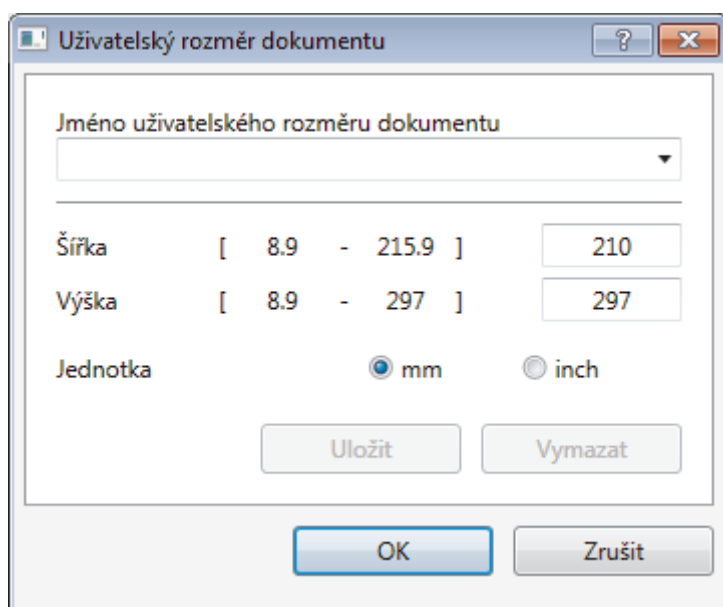 Uživatelský rozměr dokumentu
Jméno uživatelského rozměru dokumentu
Šířka [ 8.9 - 215.9 ] 210
Výška [ 8.9 - 297 ] 297
Jednotka mm inch
Uložit Vymazat
OK Zrušit